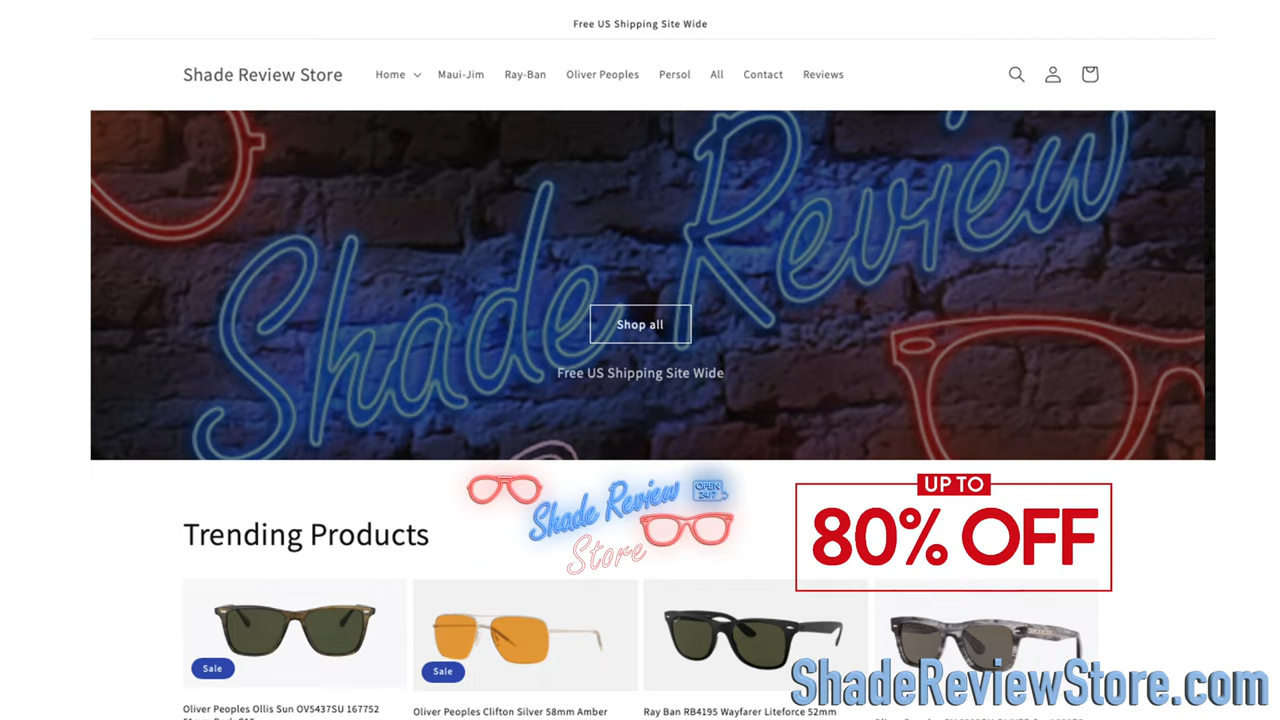 Free US Shipping Site Wide
Shade Review Store
Home Maui-Jim Ray-Ban Oliver Peoples Persol All Contact Reviews
Shade Review
Shop all
Free US Shipping Site Wide
Trending Products
Shade Review
Store
OPEN
24/7
UP TO
80% OFF
Sale
Sale
Oliver Peoples Ollis Sun OV5437SU 167752
Oliver Peoples Clifton Silver 58mm Amber
Ray Ban RB4195 Wayfarer Liteforce 52mm
ShadeReviewStore.com